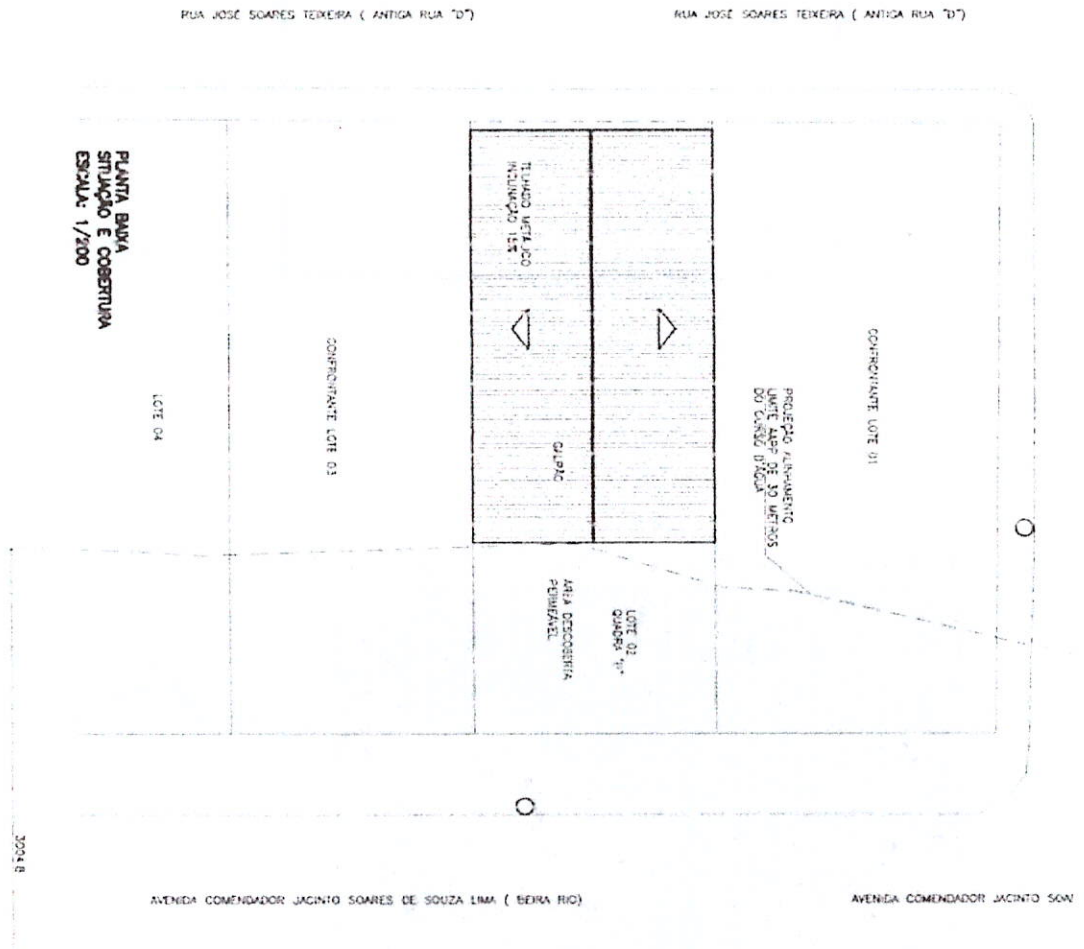 RUA JOSÉ SOARES TEIXEIRA ( ANTIGA RUA "D")
RUA JOSÉ SOARES TEIXEIRA ( ANTIGA RUA "D")
PLANTA BAIXA
SITUAÇÃO E COBERTURA
ESCALA: 1/200
TELHADO METALICO
INCLINAÇÃO 15%
CONFRONTANTE LOTE 01
PROJEÇÃO ALINHAMENTO
LIMITE AAPP DE 30 METROS
DO CURSO D'ÁGUA
CONFRONTANTE LOTE 03
LOTE 04
GALPÃO
ÁREA DESCOBERTA
PERMEÁVEL
LOTE 02
QUADRA
AVENIDA COMENDADOR JACINTO SOARES DE SOUZA LIMA ( BEIRA RIO)
AVENIDA COMENDADOR JACINTO SOA